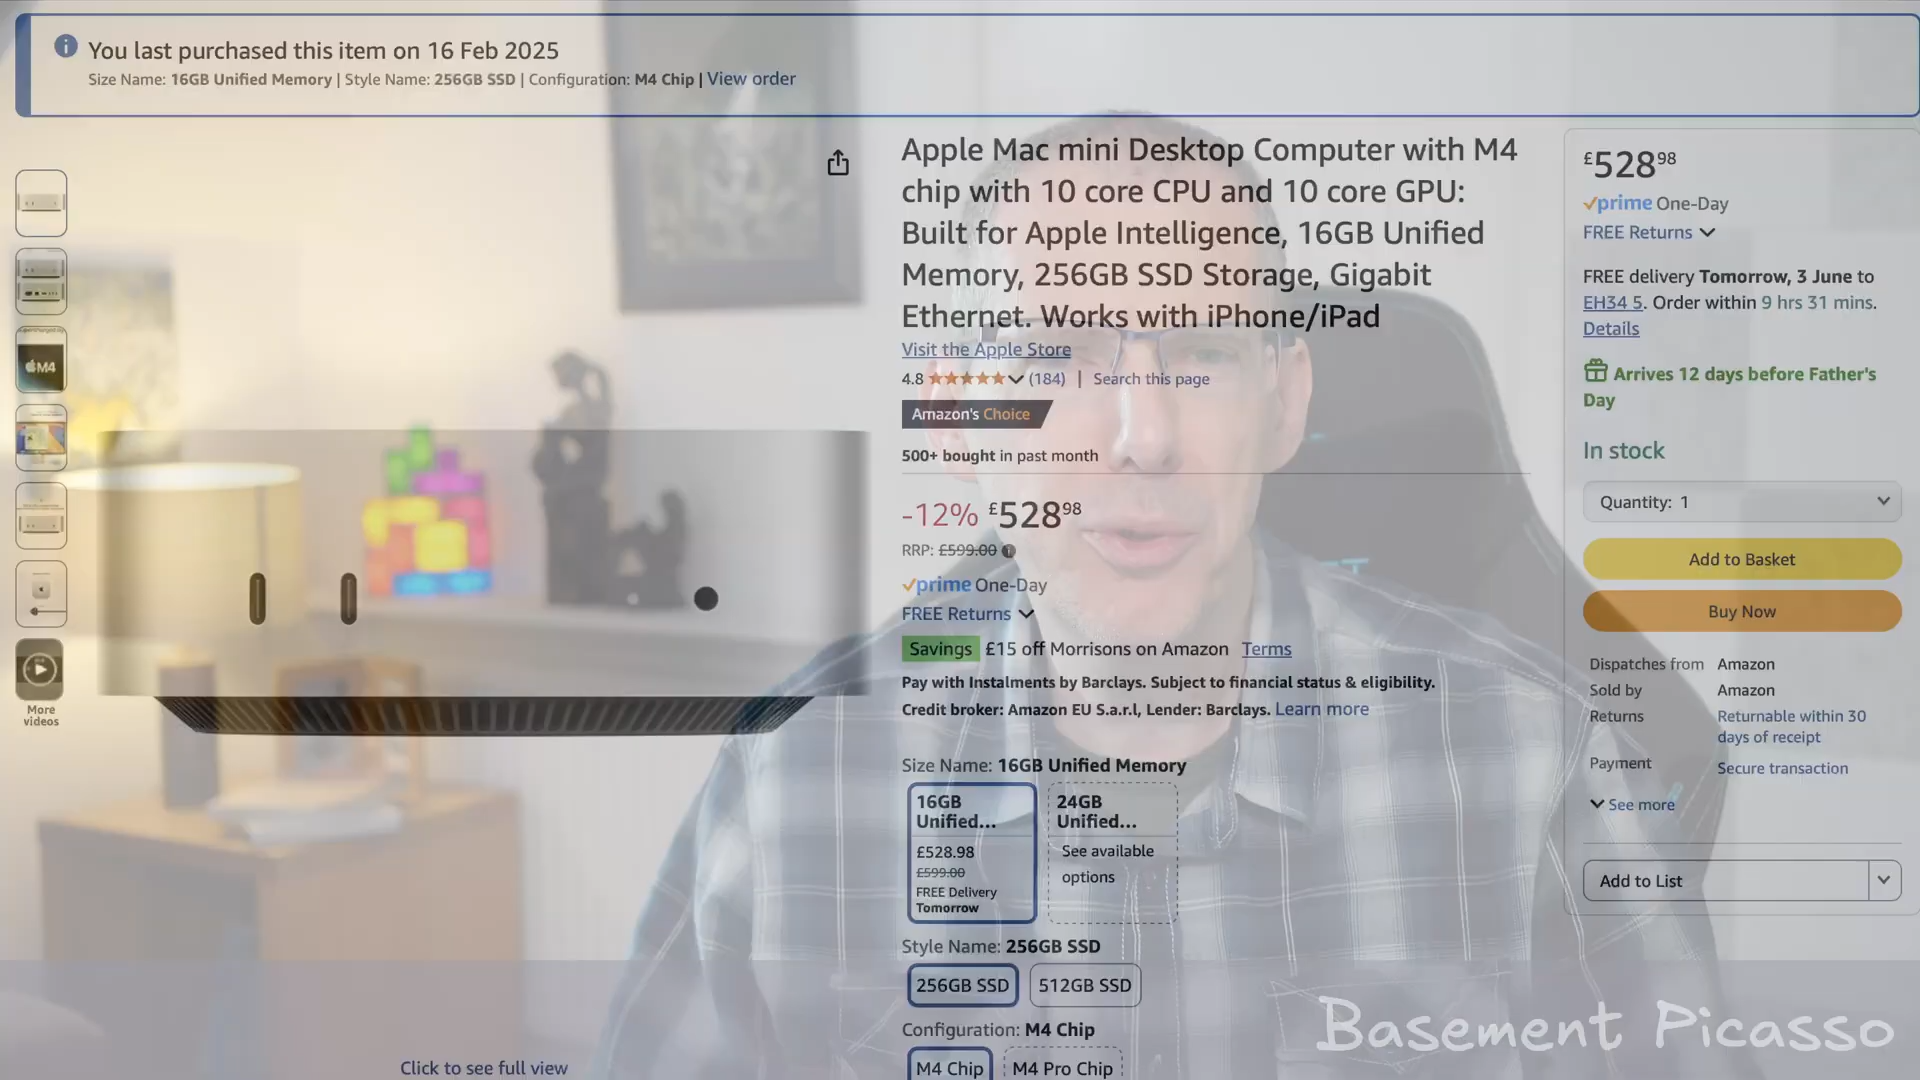 You last purchased this item on 16 Feb 2025
Size Name: 16GB Unified Memory | Style Name: 256GB SSD | Configuration: M4 Chip | View order
M4
More
videos
Click to see full view
Apple Mac mini Desktop Computer with M4
chip with 10 core CPU and 10 core GPU:
Built for Apple Intelligence, 16GB Unified
Memory, 256GB SSD Storage, Gigabit
Ethernet. Works with iPhone/iPad
Visit the Apple Store
4.8 (184) | Search this page
Amazon's Choice
500+ bought in past month
-12% £528.98
RRP: £599.00
prime One-Day
FREE Returns
Savings £15 off Morrisons on Amazon Terms
Pay with Instalments by Barclays. Subject to financial status & eligibility.
Credit broker: Amazon EU S.a.r.l, Lender: Barclays. Learn more
Size Name: 16GB Unified Memory
16GB
Unified...
£528.98
£599.00
FREE Delivery
Tomorrow
24GB
Unified...
See available
options
Style Name: 256GB SSD
256GB SSD 512GB SSD
Configuration: M4 Chip
M4 Chip M4 Pro Chip
£528.98
prime One-Day
FREE Returns
FREE delivery Tomorrow, 3 June to
EH34 5. Order within 9 hrs 31 mins.
Details
Arrives 12 days before Father's
Day
In stock
Quantity: 1
Add to Basket
Buy Now
Dispatches from Amazon
Sold by Amazon
Returns Returnable within 30
days of receipt
Payment Secure transaction
See more
Add to List
Basement Picasso